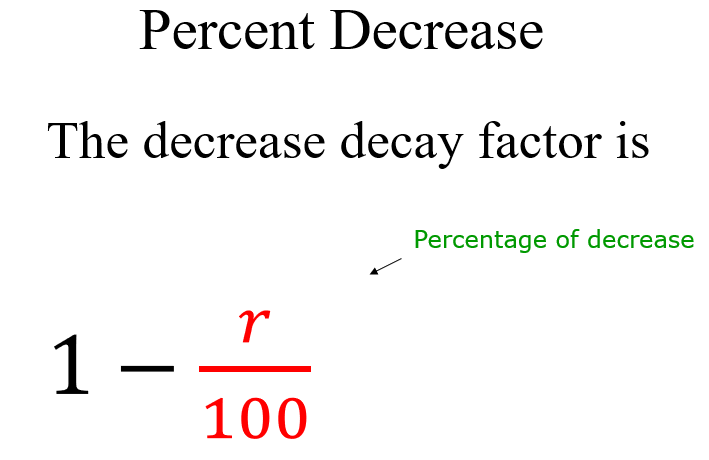 Percent Decrease
The decrease decay factor is
Percentage of decrease
1 − r/100